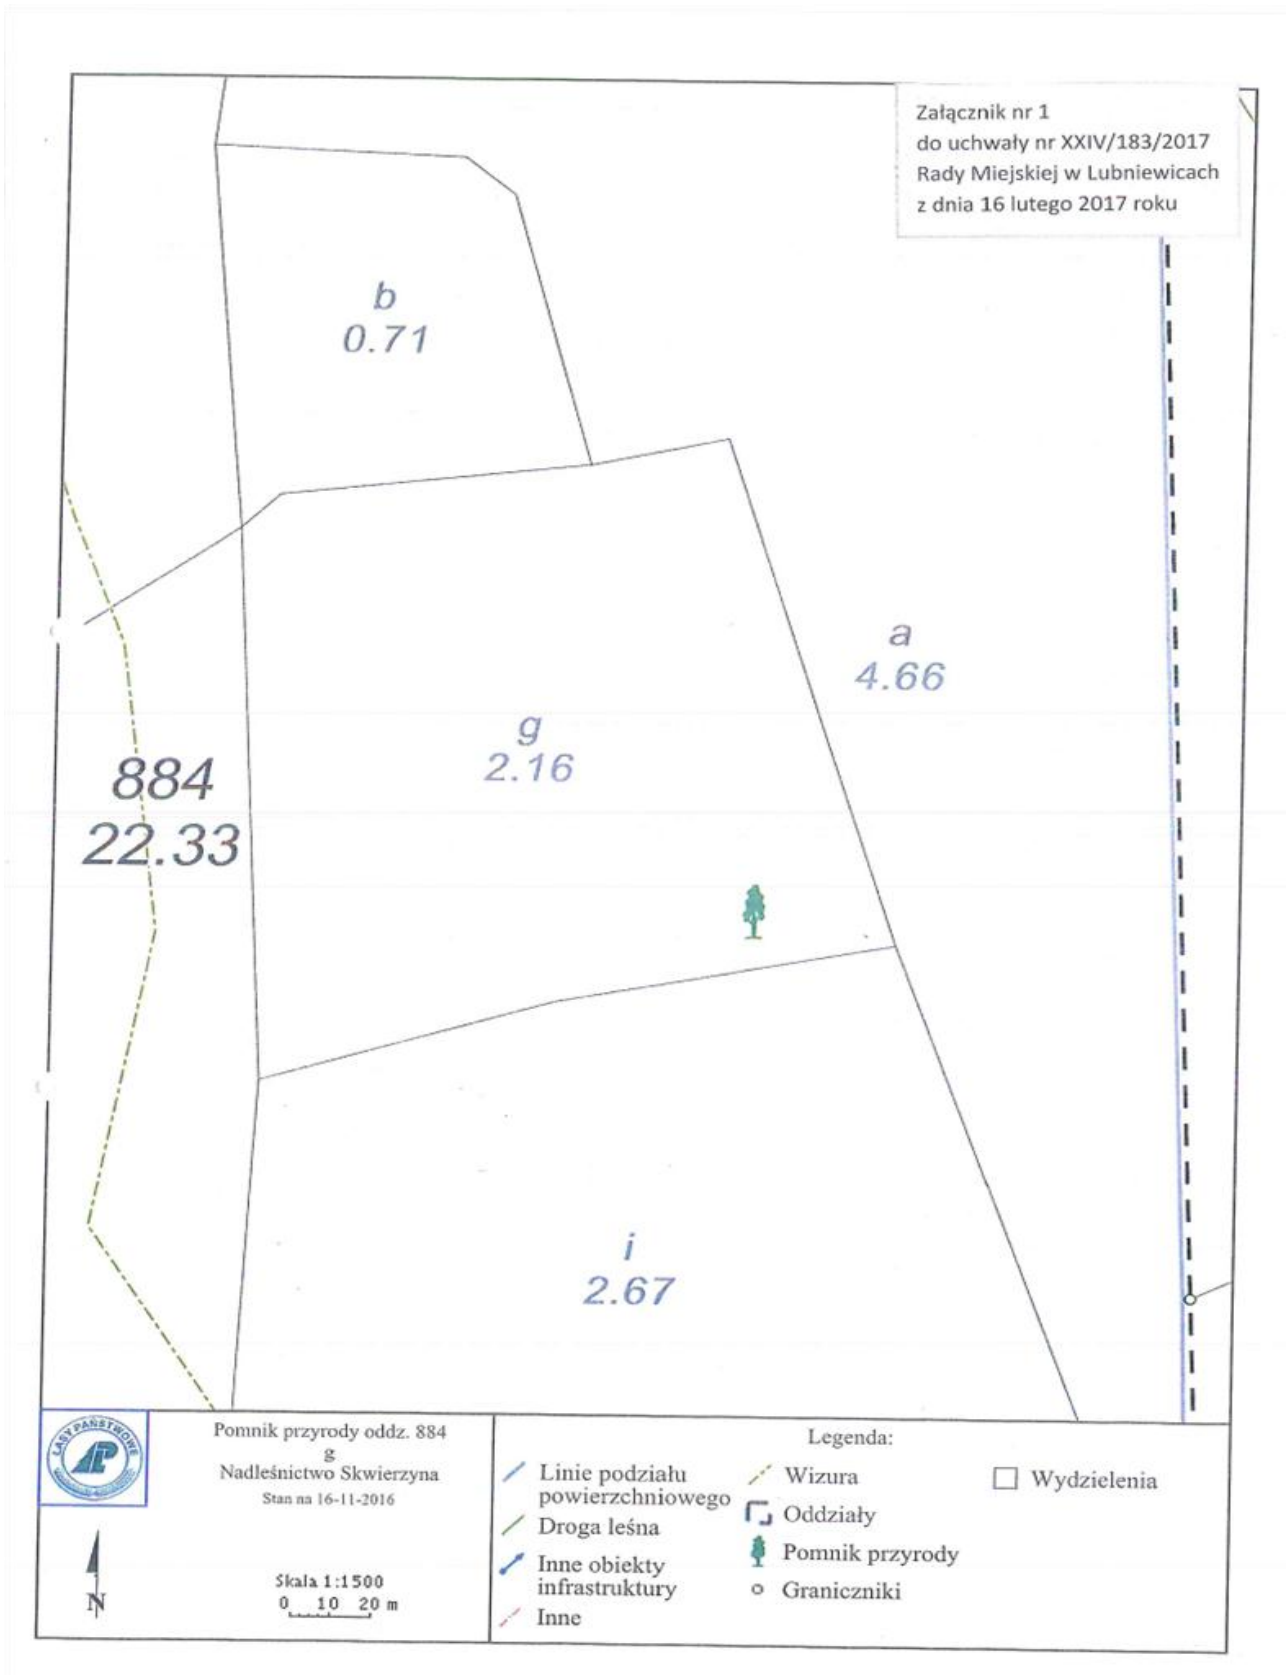 Załącznik nr 1
do uchwały nr XXIV/183/2017
Rady Miejskiej w Lubniewicach
z dnia 16 lutego 2017 roku
b
0.71
a
4.66
g
2.16
884
22.33
i
2.67
LASY PAŃSTWOWE
Pomnik przyrody oddz. 884
g
Nadleśnictwo Skwierzyna
Stan na 16-11-2016
N
Skala 1:1500
0 10 20 m
Legenda:
Linie podziału
powierzchniowego
Droga leśna
Inne obiekty
infrastruktury
Inne
Wizura
Oddziały
Pomnik przyrody
Graniczniki
Wydzielenia